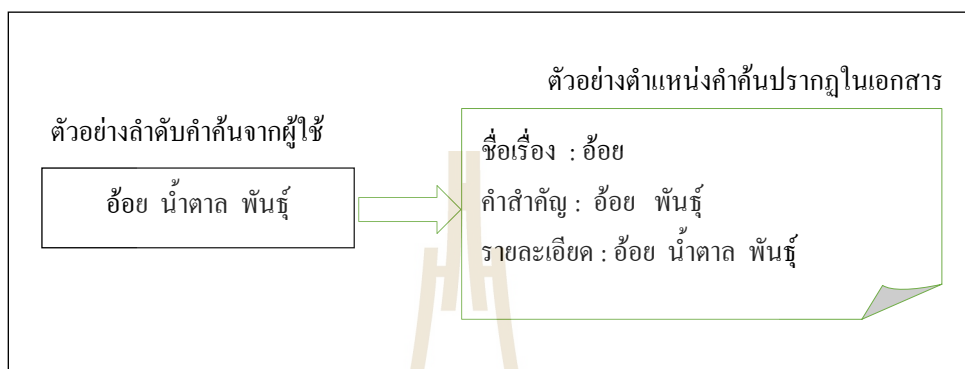 ตัวอย่างตำแหน่งคำค้นปรากฏในเอกสาร
ตัวอย่างลำดับคำค้นจากผู้ใช้
อ้อย น้ำตาล พันธุ์
ชื่อเรื่อง : อ้อย
คำสำคัญ : อ้อย พันธุ์
รายละเอียด : อ้อย น้ำตาล พันธุ์